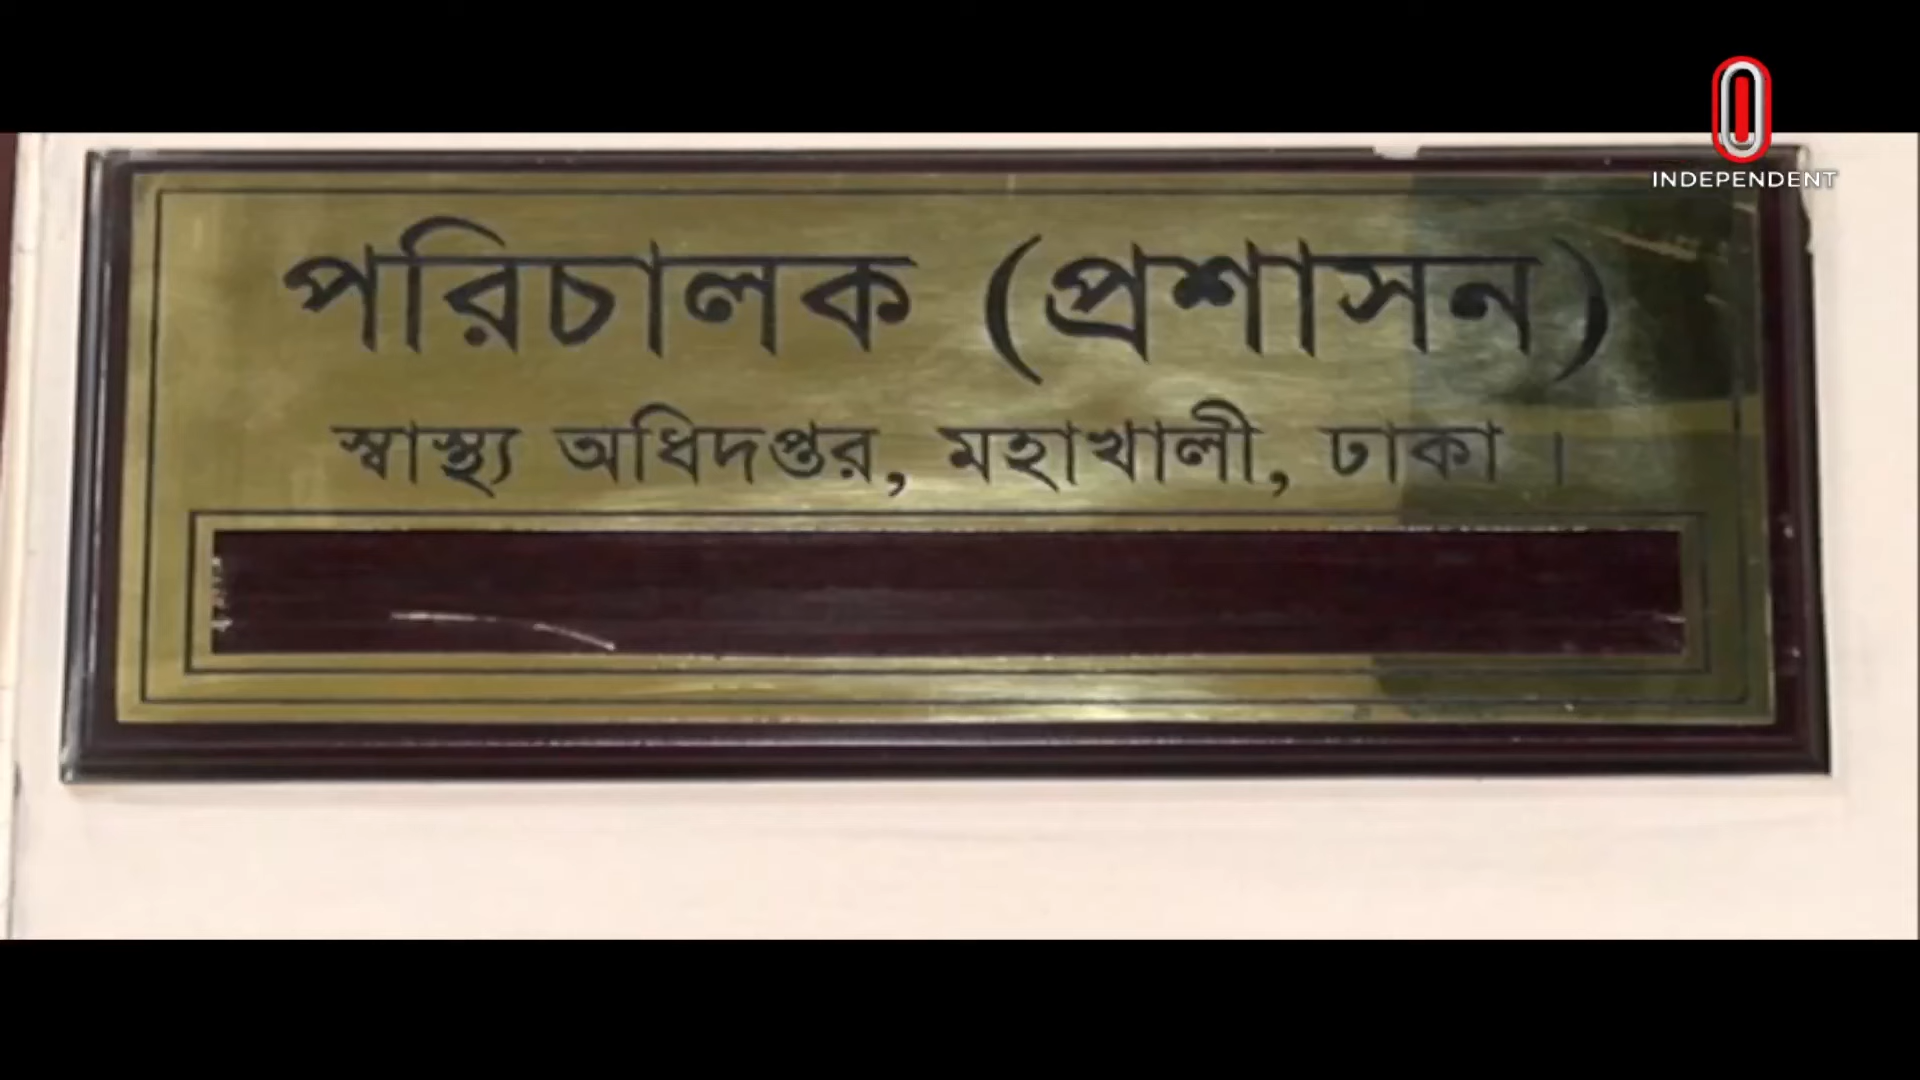 INDEPENDENT
পরিচালক (প্রশাসন)
স্বাস্থ্য অধিদপ্তর, মহাখালী, ঢাকা ।